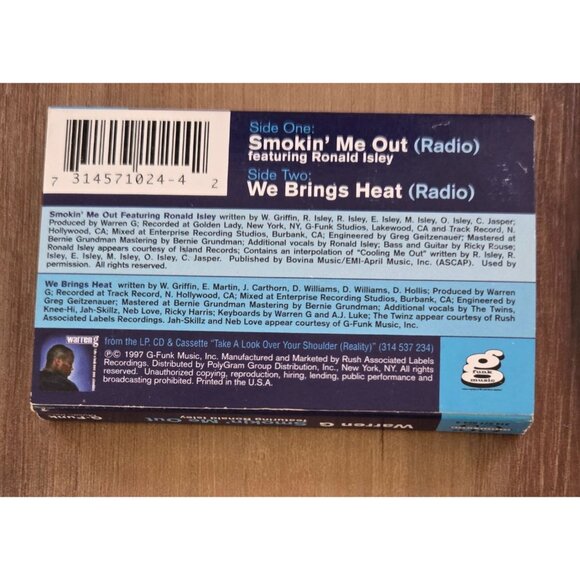 Side One:
Smokin' Me Out (Radio)
featuring Ronald Isley
Side Two:
We Brings Heat (Radio)
7 314571024-4 2
Smokin' Me Out Featuring Ronald Isley written by W. Griffin, R. Isley, R. Isley, E. Isley, M. Isley, O. Isley, C. Jasper;
Produced by Warren G; Recorded at Golden Lady, New York, NY, G-Funk Studios, Lakewood, CA and Track Record, N.
Hollywood, CA; Mixed at Enterprise Recording Studios, Burbank, CA; Engineered by Greg Geitzenauer; Mastered at
Bernie Grundman Mastering by Bernie Grundman; Additional vocals by Ronald Isley; Bass and Guitar by Ricky Rouse;
Ronald Isley appears courtesy of Island Records; Contains an interpolation of "Cooling Me Out" written by R. Isley, R.
Isley, E. Isley, M. Isley, O. Isley, C. Jasper. Published by Bovina Music/EMI-April Music, Inc. (ASCAP). Used by
permission. All rights reserved.
We Brings Heat written by W. Griffin, E. Martin, J. Carthorn, D. Williams, D. Williams, D. Hollis; Produced by Warren
G; Recorded at Track Record, N. Hollywood, CA; Mixed at Enterprise Recording Studios, Burbank, CA; Engineered by
Greg Geitzenauer; Mastered at Bernie Grundman Mastering by Bernie Grundman; Additional vocals by The Twins,
Knee-Hi, Jah-Skillz, Neb Love, Ricky Harris; Keyboards by Warren G and A.J. Luke; The Twinz appear courtesy of Rush
Associated Labels Recordings. Jah-Skillz and Neb Love appear courtesy of G-Funk Music, Inc.
warren g
from the LP, CD & Cassette "Take A Look Over Your Shoulder (Reality)" (314 537 234)
℗© 1997 G-Funk Music, Inc. Manufactured and Marketed by Rush Associated Labels
Recordings. Distributed by PolyGram Group Distribution, Inc., New York, NY. All rights
reserved. Unauthorized copying, reproduction, hiring, lending, public performance and
broadcasting prohibited. Printed in the U.S.A.
g
funk
music
Warren G
Smokin' Me Out
G-Funk